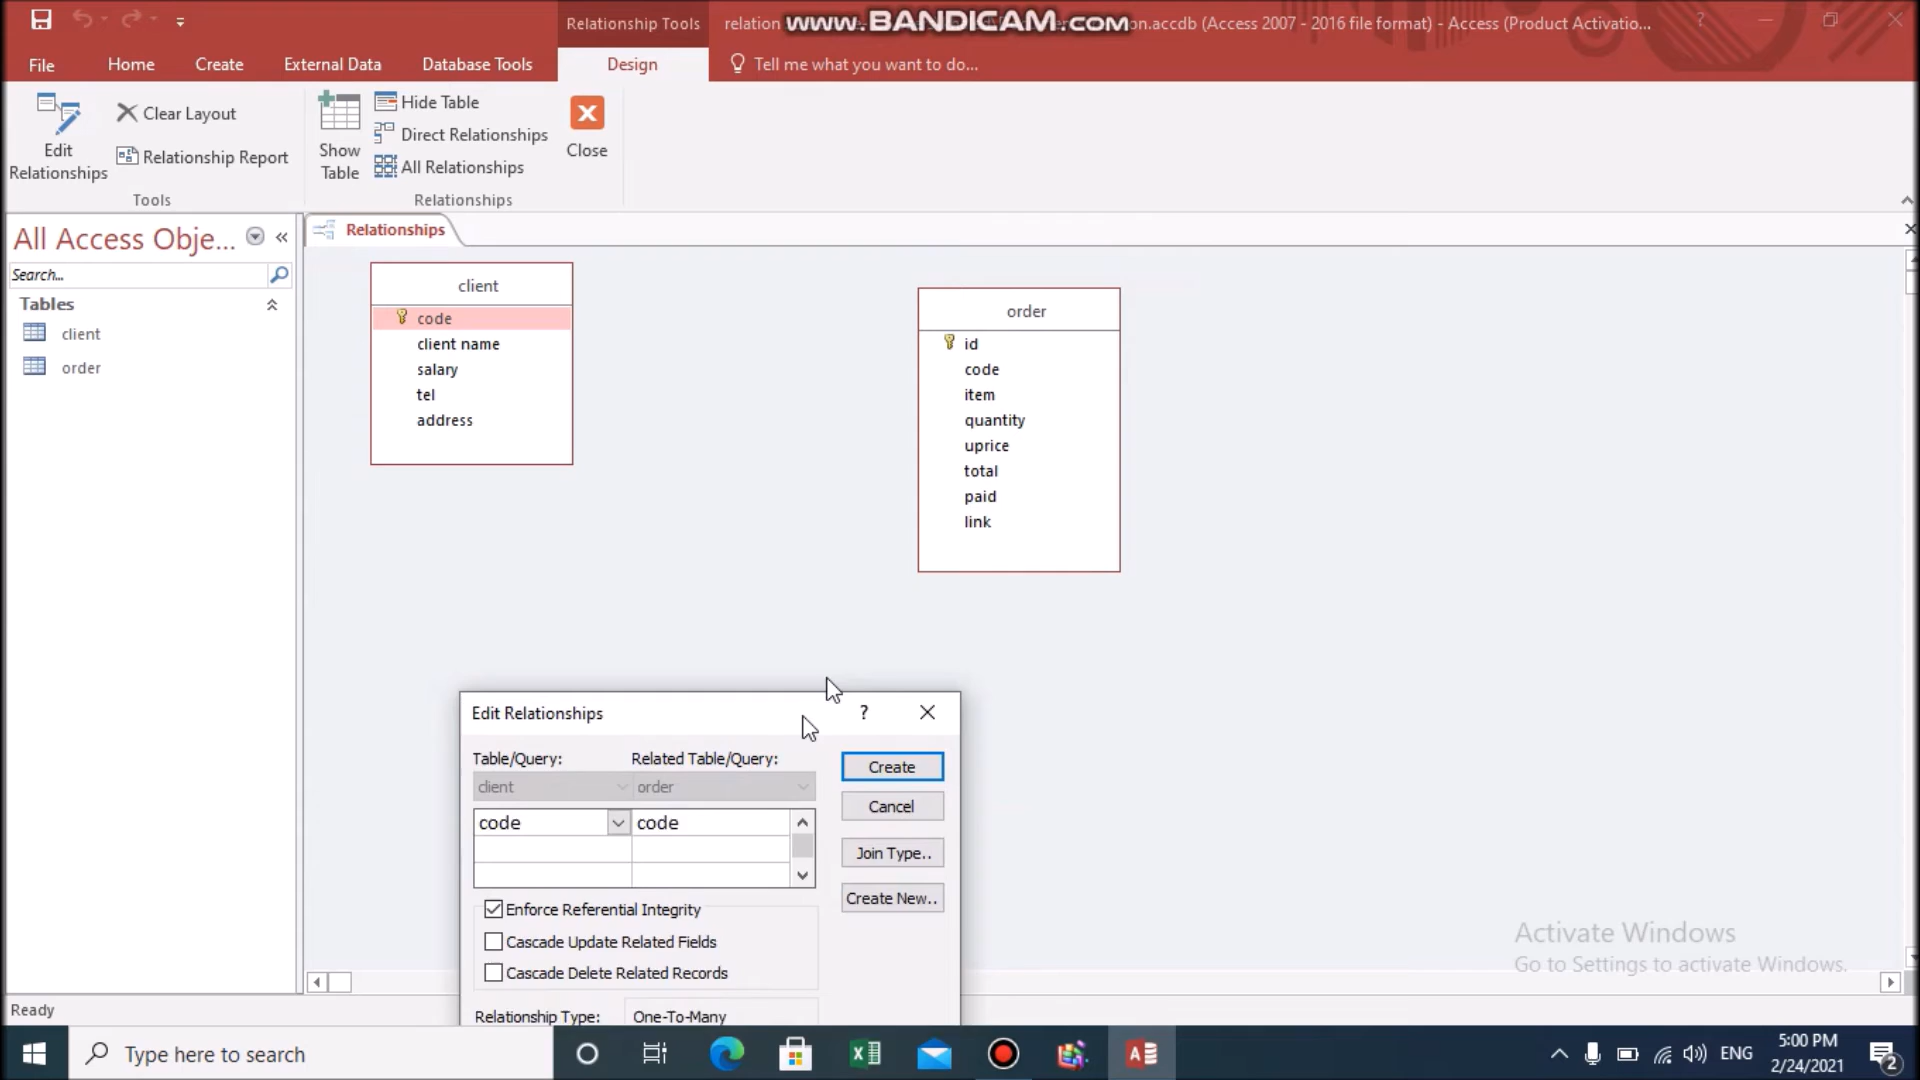 Relationship Tools
relation
www.BANDICAM.com
on.accdb (Access 2007 - 2016 file format) - Access (Product Activatio...
?
File
Home
Create
External Data
Database Tools
Design
Tell me what you want to do...
Edit
Relationships
Clear Layout
Relationship Report
Tools
Show
Table
Hide Table
Direct Relationships
All Relationships
Relationships
Close
All Access Obje...
Search...
Tables
client
order
Relationships
client
code
client name
salary
tel
address
order
id
code
item
quantity
uprice
total
paid
link
Edit Relationships
?
Table/Query:
Related Table/Query:
client
order
code
code
Enforce Referential Integrity
Cascade Update Related Fields
Cascade Delete Related Records
Relationship Type:
One-To-Many
Create
Cancel
Join Type..
Create New..
Activate Windows
Go to Settings to activate Windows.
Ready
Type here to search
ENG
5:00 PM
2/24/2021
2